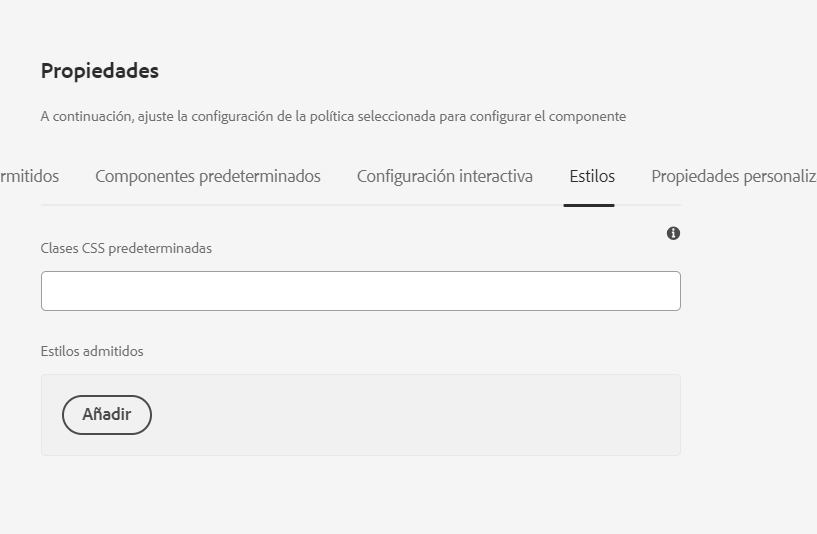 Propiedades
A continuación, ajuste la configuración de la política seleccionada para configurar el componente
rmitidos Componentes predeterminados Configuración interactiva Estilos Propiedades personaliz
Clases CSS predeterminadas
Estilos admitidos
Añadir